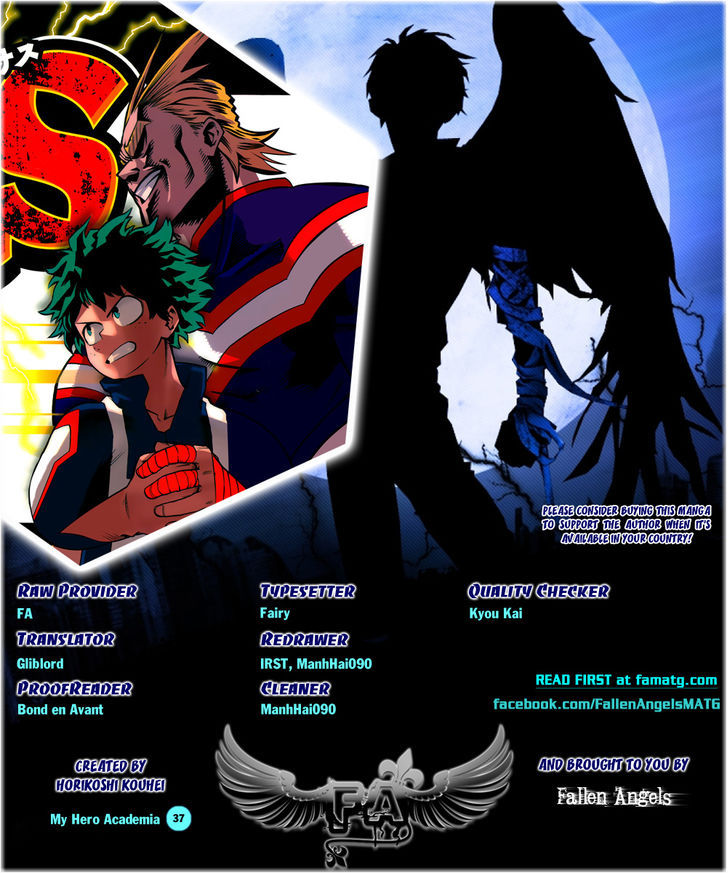 ナス
S
PLEASE CONSIDER BUYING THIS MANGA
TO SUPPORT THE AUTHOR WHEN IT'S
AVAILABLE IN YOUR COUNTRY!
RAW PROVIDER
FA
TRANSLATOR
Gliblord
PROOFREADER
Bond en Avant
TYPESETTER
Fairy
REDRAWER
IRST, ManhHai090
CLEANER
ManhHai090
QUALITY CHECKER
Kyou Kai
READ FIRST at famatg.com
facebook.com/FallenAngelsMATG
CREATED BY
HORIKOSHI KOUHEI
My Hero Academia 37
FA
AND BROUGHT TO YOU BY
Fallen Angels